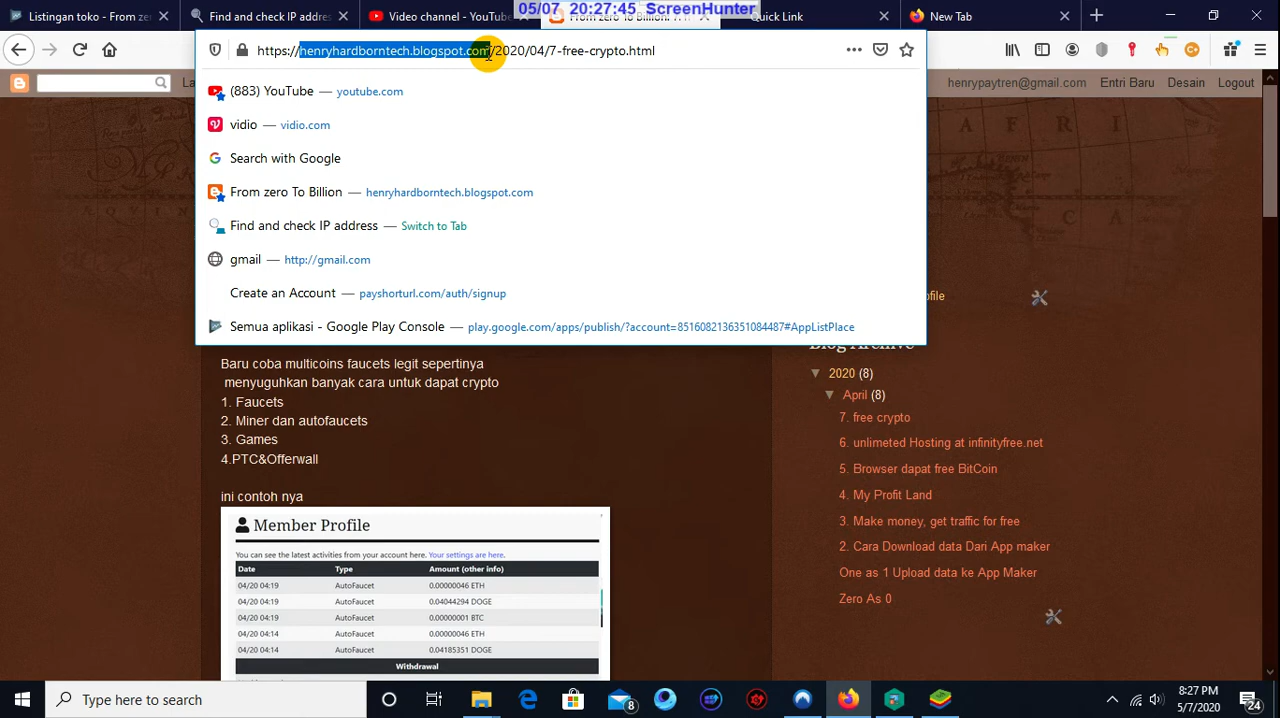 Listing toko - From zero
Find and check IP address
Video channel - YouTube
05/07 20:27:45 ScreenHunter
Quick Link
New Tab
https://henryhardborntech.blogspot.com/2020/04/7-free-crypto.html
henrypaytren@gmail.com Entri Baru Desain Logout
(883) YouTube — youtube.com
vidio — vidio.com
Search with Google
From zero To Billion — henryhardborntech.blogspot.com
Find and check IP address — Switch to Tab
gmail — http://gmail.com
Create an Account — payshorturl.com/auth/signup
Semua aplikasi - Google Play Console — play.google.com/apps/publish/?account=8516082136351084487#AppListPlace
Baru coba multicoins faucets legit sepertinya
menyuguhkan banyak cara untuk dapat crypto
1. Faucets
2. Miner dan autofaucets
3. Games
4.PTC&Offerwall
ini contoh nya
Member Profile
You can see the latest activities from your account here. Your settings are here.
Date Type Amount (other info)
04/20 04:19 AutoFaucet 0.00000046 ETH
04/20 04:19 AutoFaucet 0.04044294 DOGE
04/20 04:19 AutoFaucet 0.00000001 BTC
04/20 04:14 AutoFaucet 0.00000046 ETH
04/20 04:14 AutoFaucet 0.04185351 DOGE
Withdrawal
Blog Archive
2020 (8)
April (8)
7. free crypto
6. unlimeted Hosting at infinityfree.net
5. Browser dapat free BitCoin
4. My Profit Land
3. Make money, get traffic for free
2. Cara Download data Dari App maker
One as 1 Upload data ke App Maker
Zero As 0
Type here to search
8
8:27 PM
5/7/2020
24